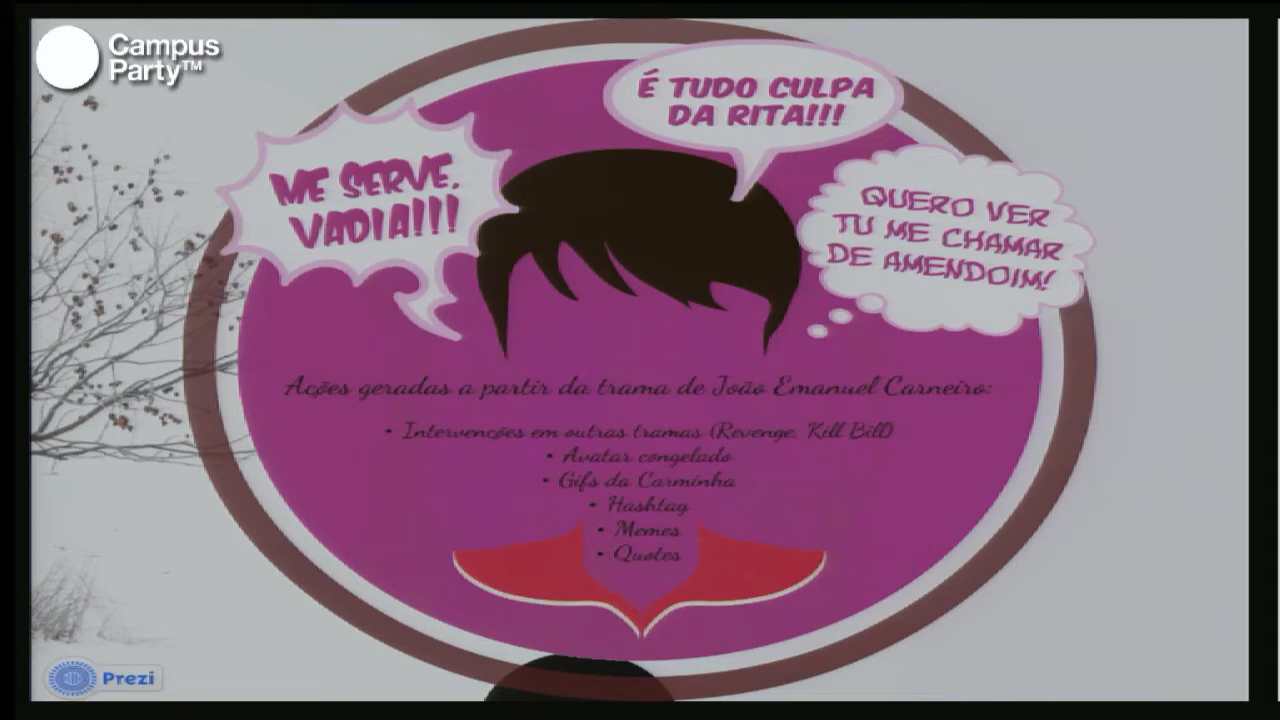 Campus
Party™
É TUDO CULPA
DA RITA!!!
ME SERVE,
VADIA!!!
QUERO VER
TU ME CHAMAR
DE AMENDOIM!
Ações geradas a partir da trama de João Emanuel Carneiro:
• Intervenções em outras tramas (Revenge, Kill Bill)
• Avatar congelado
• Gifs da Carminha
• Hashtag
• Memes
• Quotes
Prezi